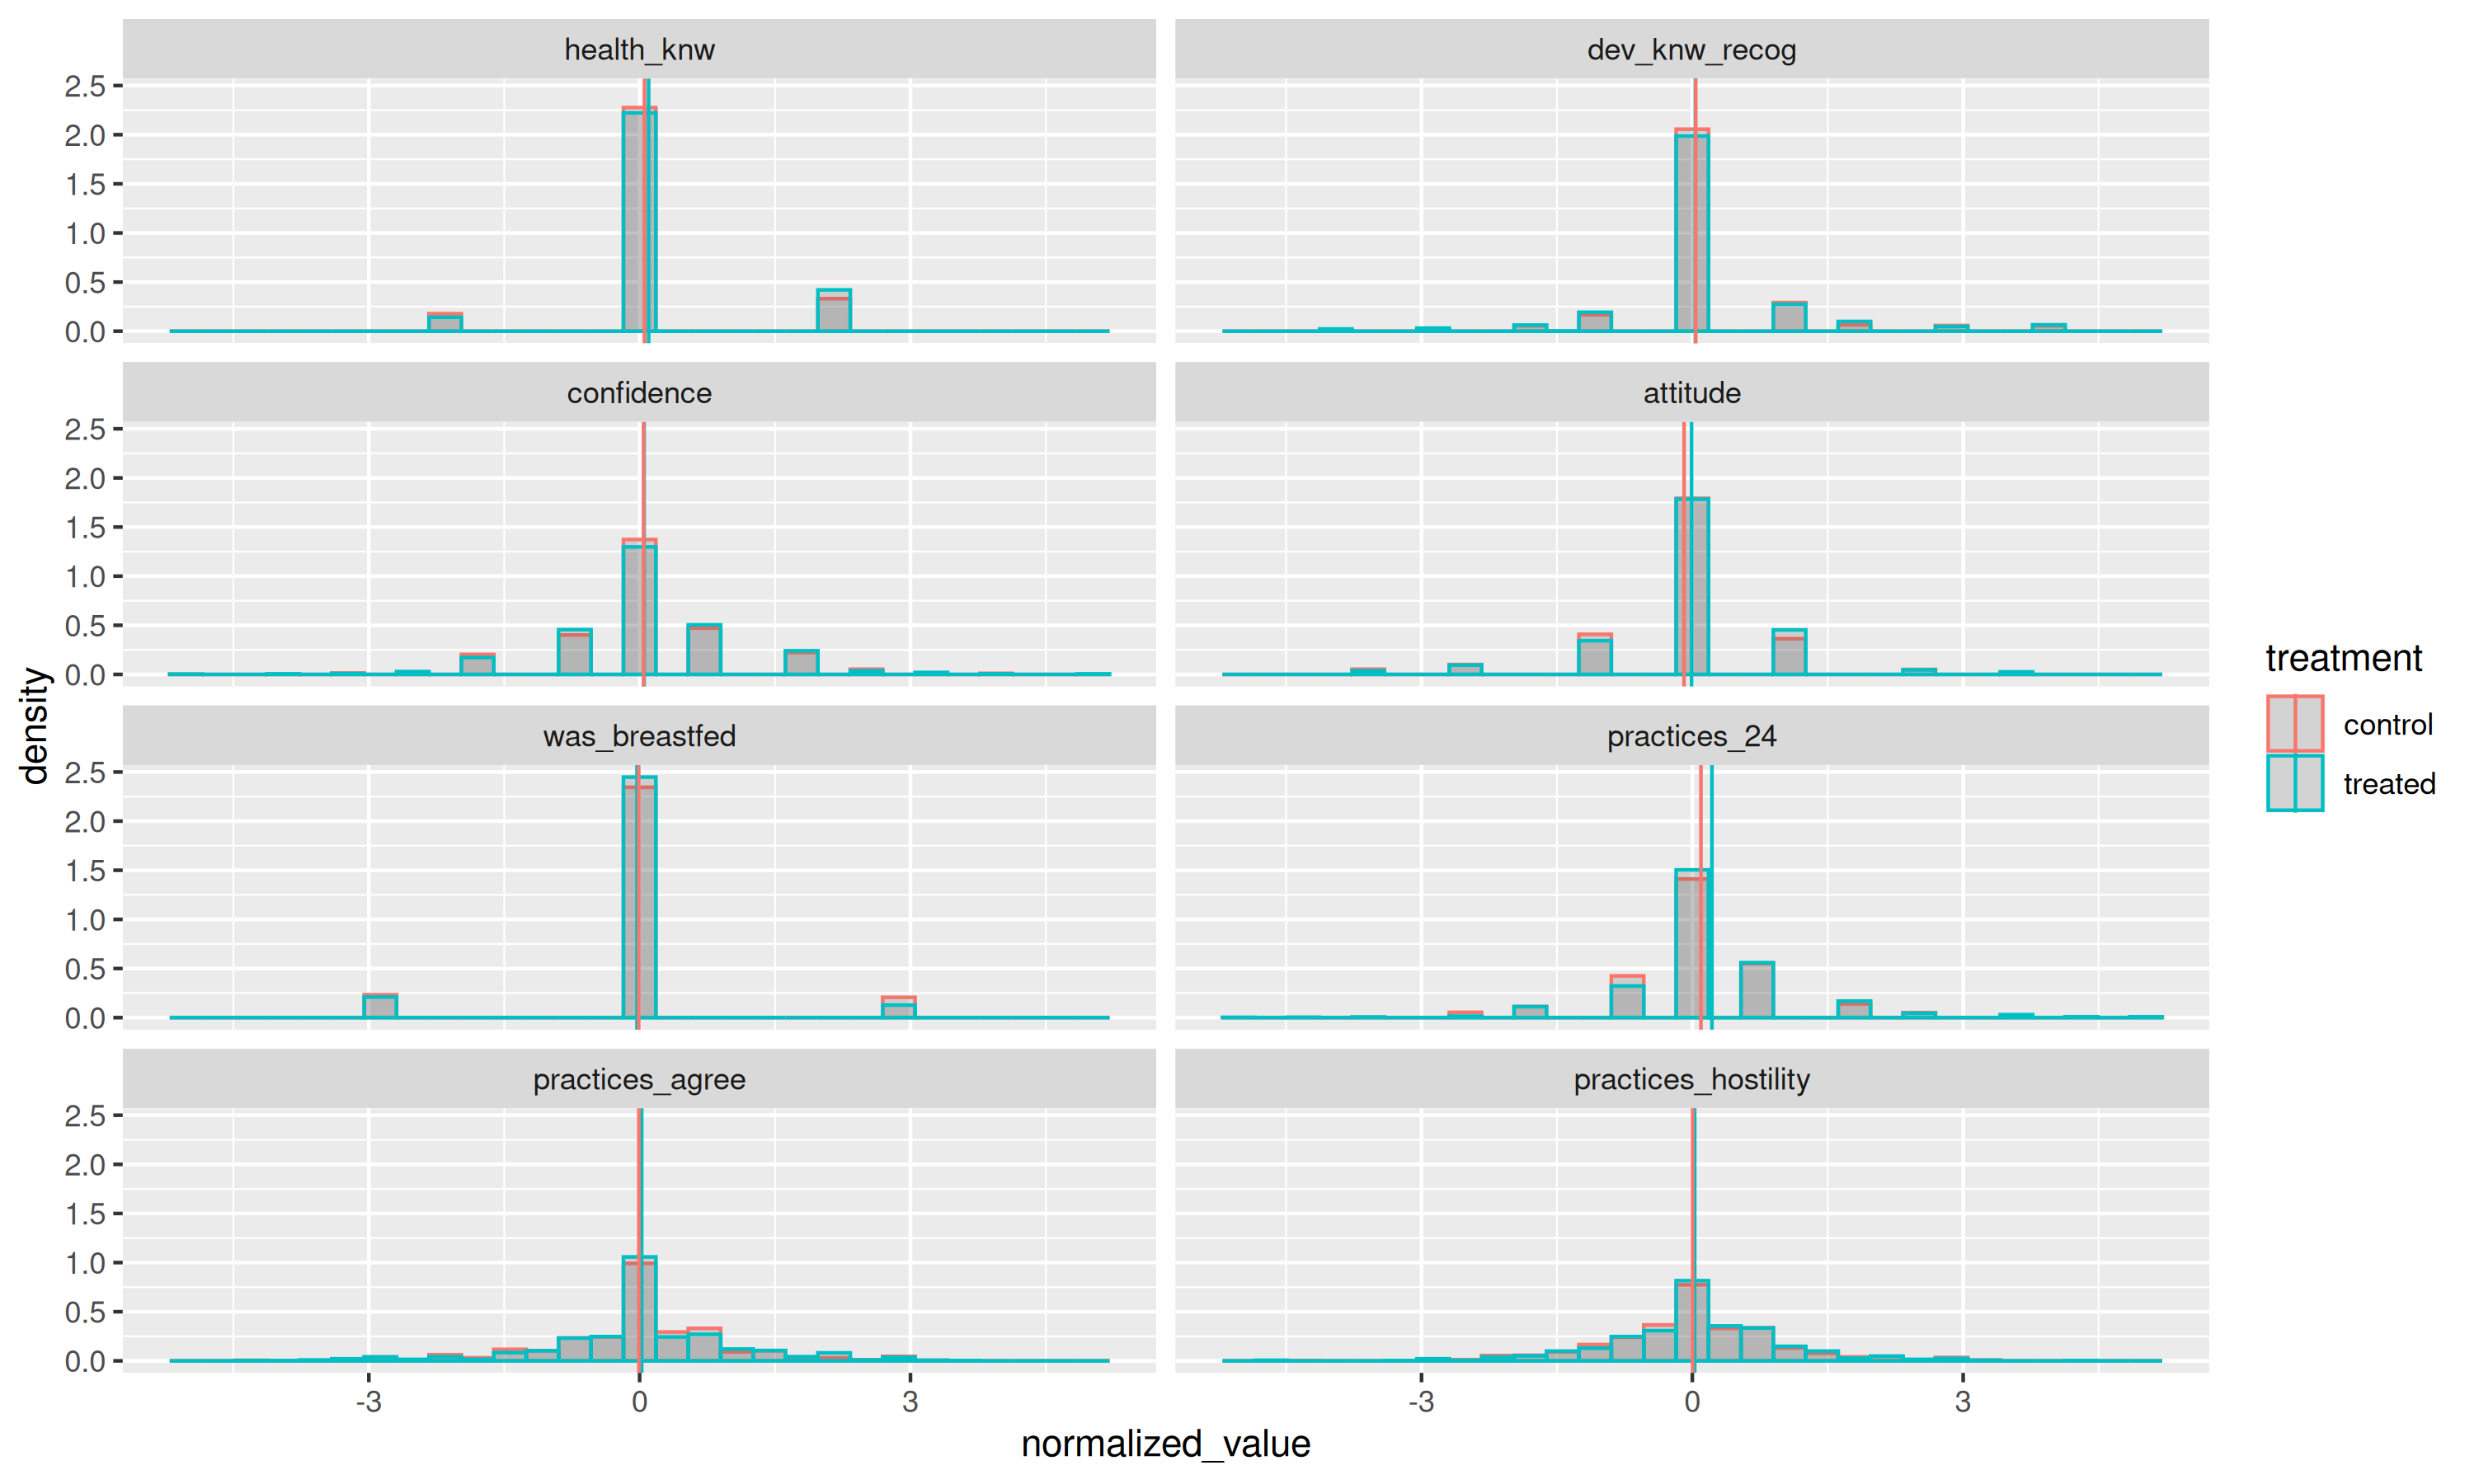 health_knw
dev_knw_recog
2.5
2.0
1.5
1.0
0.5
0.0
confidence
attitude
2.5
2.0
1.5
1.0
0.5
0.0
was_breastfed
practices_24
2.5
2.0
1.5
1.0
0.5
0.0
practices_agree
practices_hostility
2.5
2.0
1.5
1.0
0.5
0.0
-3 0 3
-3 0 3
normalized_value
density
treatment
control
treated